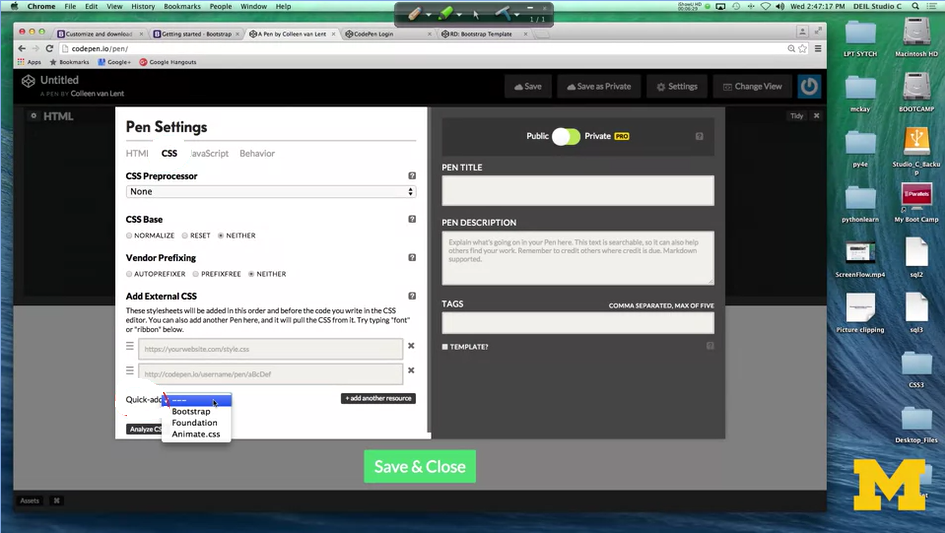 Chrome File Edit View History Bookmarks People Window Help
1/1
Wed 2:47:17 PM DEIL Studio C
Customize and download
Getting started · Bootstrap
A Pen by Colleen van Lent
CodePen Login
RD: Bootstrap Template
codepen.io/pen/
Apps Bookmarks Google+ Google Hangouts
Untitled
A PEN BY Colleen van Lent
Save
Save as Private
Settings
Change View
HTML
Tidy
Pen Settings
HTML CSS JavaScript Behavior
CSS Preprocessor
?
None
CSS Base
?
NORMALIZE RESET NEITHER
Vendor Prefixing
?
AUTOPREFIXER PREFIXFREE NEITHER
Add External CSS
?
These stylesheets will be added in this order and before the code you write in the CSS
editor. You can also add another Pen here, and it will pull the CSS from it. Try typing "font"
or "ribbon" below.
https://yourwebsite.com/style.css
http://codepen.io/username/pen/aBcDef
Quick-add
---
Bootstrap
Foundation
Animate.css
+ add another resource
Analyze CS
Public Private PRO
?
PEN TITLE
PEN DESCRIPTION
Explain what's going on in your Pen here. This text is searchable, so it can also help
others find your work. Remember to credit others where credit is due. Markdown
supported.
TAGS
COMMA SEPARATED, MAX OF FIVE
TEMPLATE?
?
Save & Close
Assets
LPT-SYTCH
Macintosh HD
mckay
BOOTCAMP
py4e
Studio_C_Backu
p
pythonlearn
Parallels
My Boot Camp
ScreenFlow.mp4
sql2
Picture clipping
sql3
CSS3
Desktop_Files
M